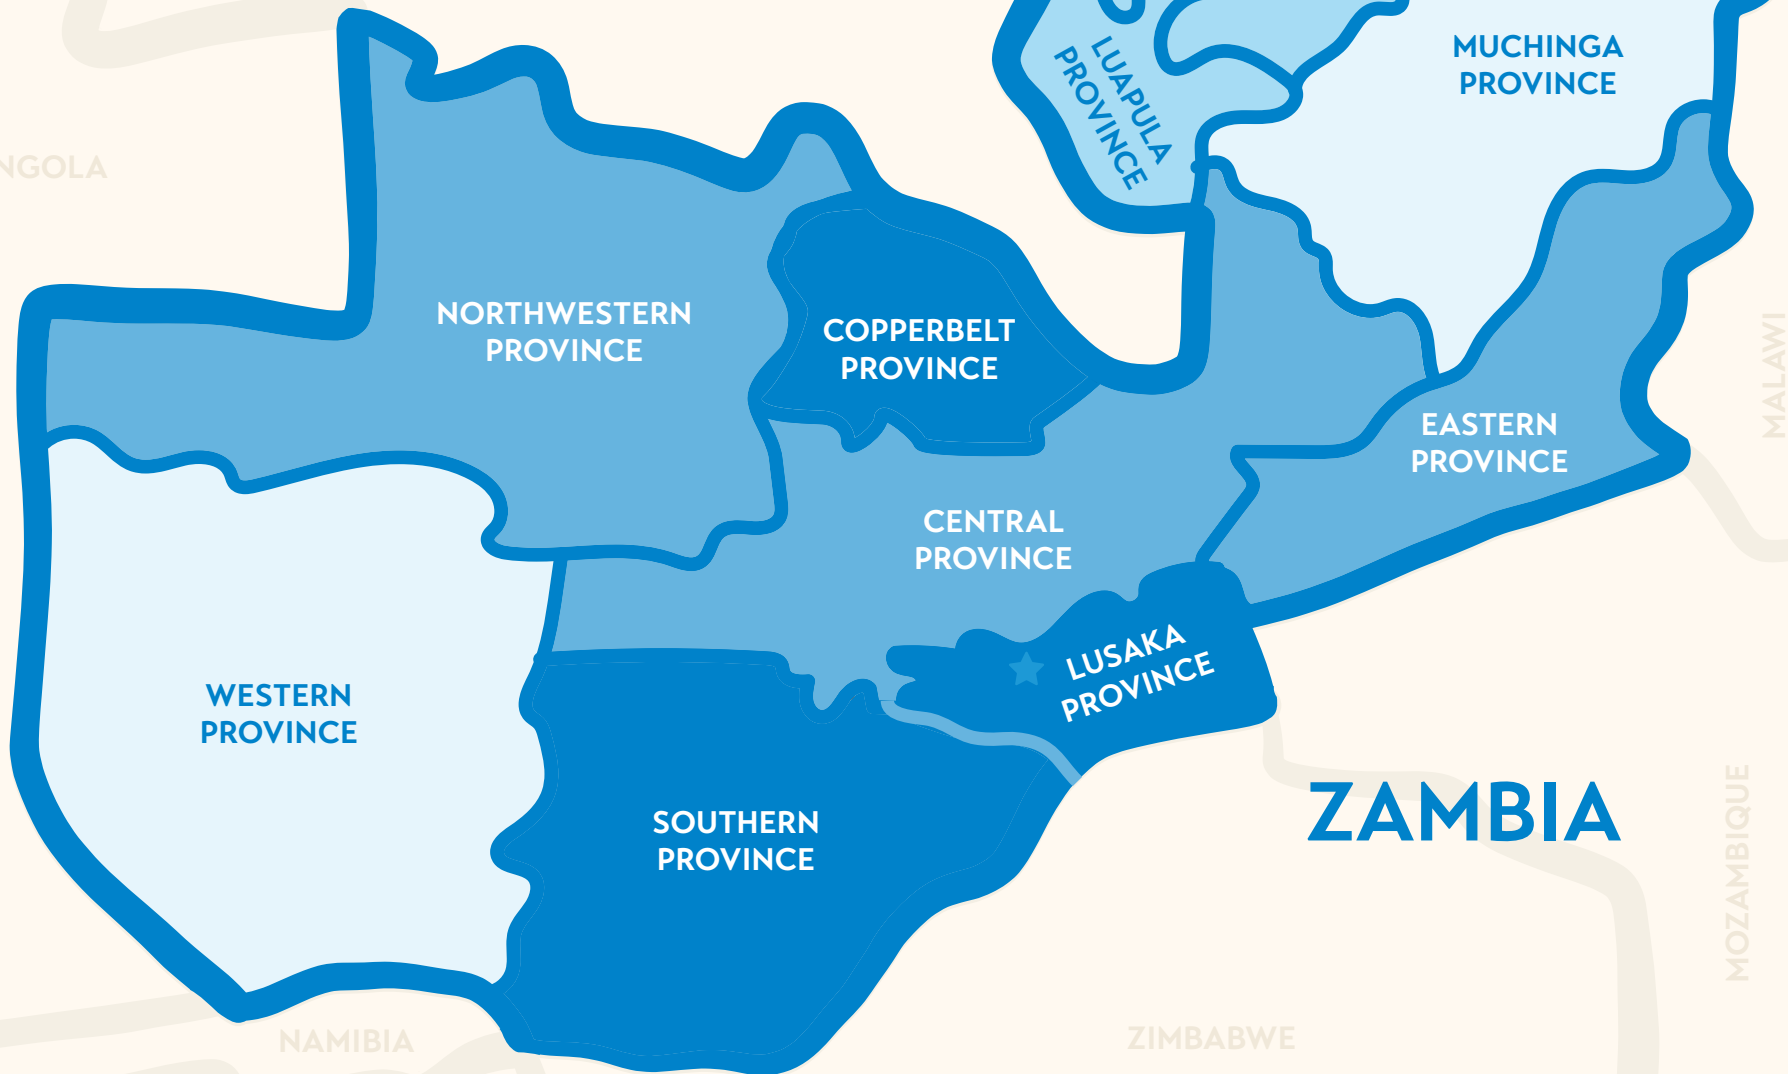 MUCHINGA
PROVINCE
LUAPULA
PROVINCE
NGOLA
NORTHWESTERN
PROVINCE
COPPERBELT
PROVINCE
MALAWI
EASTERN
PROVINCE
CENTRAL
PROVINCE
LUSAKA
PROVINCE
WESTERN
PROVINCE
SOUTHERN
PROVINCE
ZAMBIA
MOZAMBIQUE
NAMIBIA
ZIMBABWE